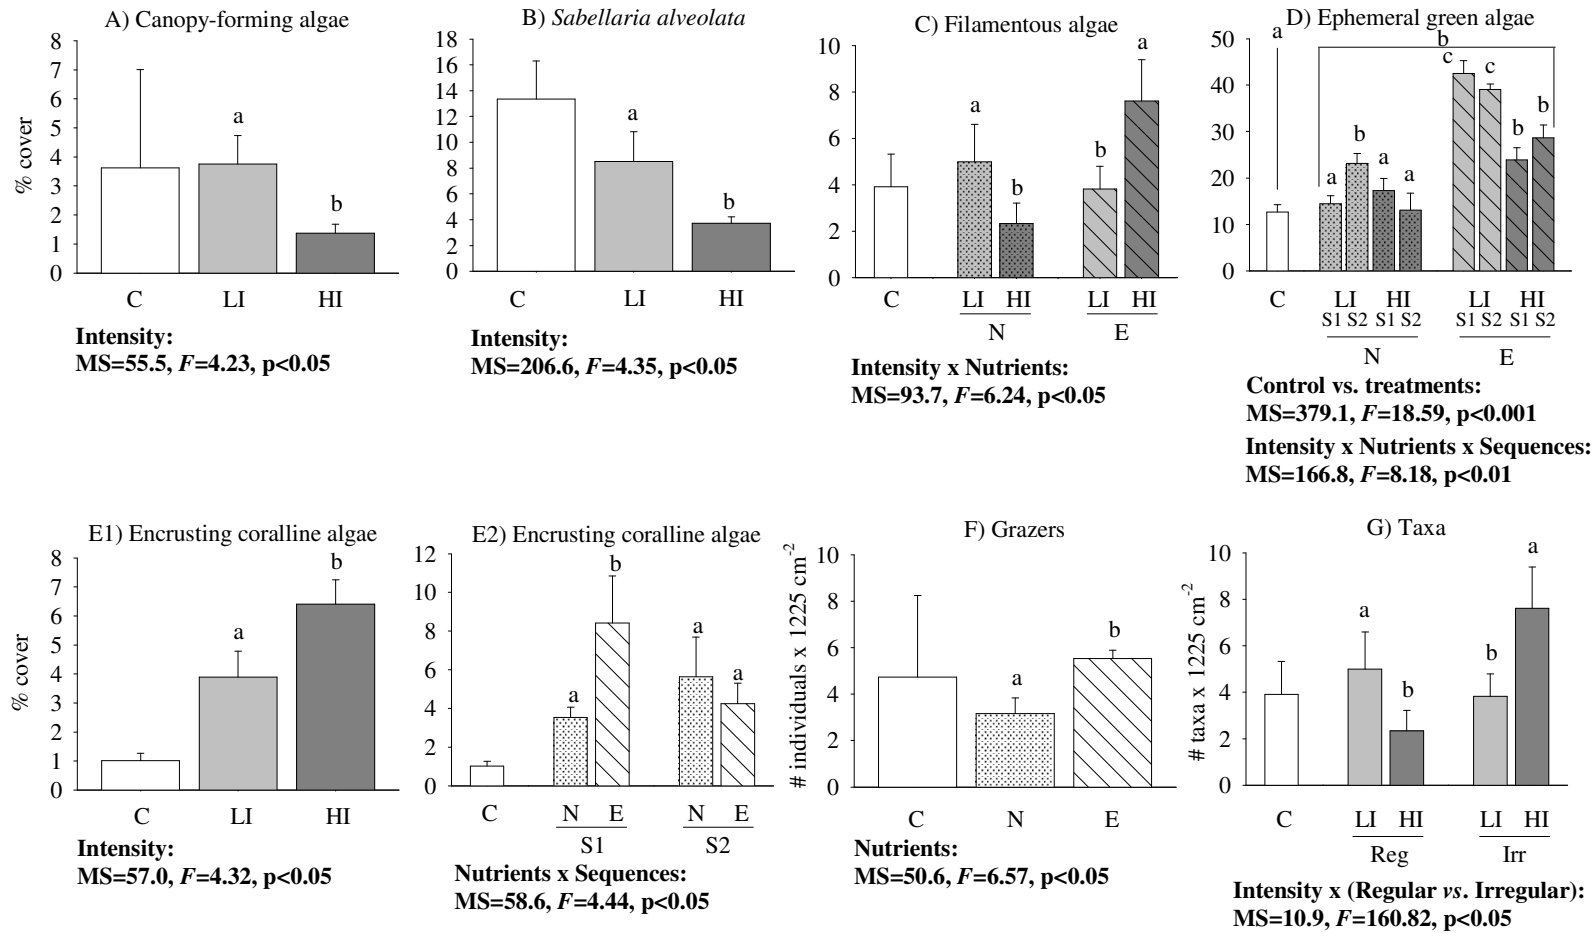 A) Canopy-forming algae
8
7
6
5
4
3
2
1
0
% cover
a
b
C LI HI
Intensity:
MS=55.5, F=4.23, p<0.05
B) Sabellaria alveolata
18
16
14
12
10
8
6
4
2
0
a
b
C LI HI
Intensity:
MS=206.6, F=4.35, p<0.05
C) Filamentous algae
10
8
6
4
2
0
a
b
b
a
C LI HI LI HI
N E
Intensity x Nutrients:
MS=93.7, F=6.24, p<0.05
D) Ephemeral green algae
50
40
30
20
10
0
a
b
a b a a
c c b b
C LI HI LI HI
S1 S2 S1 S2 S1 S2 S1 S2
N E
Control vs. treatments:
MS=379.1, F=18.59, p<0.001
Intensity x Nutrients x Sequences:
MS=166.8, F=8.18, p<0.01
E1) Encrusting coralline algae
8
7
6
5
4
3
2
1
0
% cover
a
b
C LI HI
Intensity:
MS=57.0, F=4.32, p<0.05
E2) Encrusting coralline algae
12
10
8
6
4
2
0
a
b
a
a
C N E N E
S1 S2
Nutrients x Sequences:
MS=58.6, F=4.44, p<0.05
F) Grazers
10
8
6
4
2
0
# individuals x 1225 cm-2
a
b
C N E
Nutrients:
MS=50.6, F=6.57, p<0.05
G) Taxa
10
8
6
4
2
0
# taxa x 1225 cm-2
a
b
b
a
C LI HI LI HI
Reg Irr
Intensity x (Regular vs. Irregular):
MS=10.9, F=160.82, p<0.05